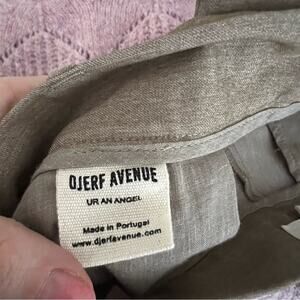 DJERF AVENUE
UR AN ANGEL
Made in Portugal
www.djerfavenue.com